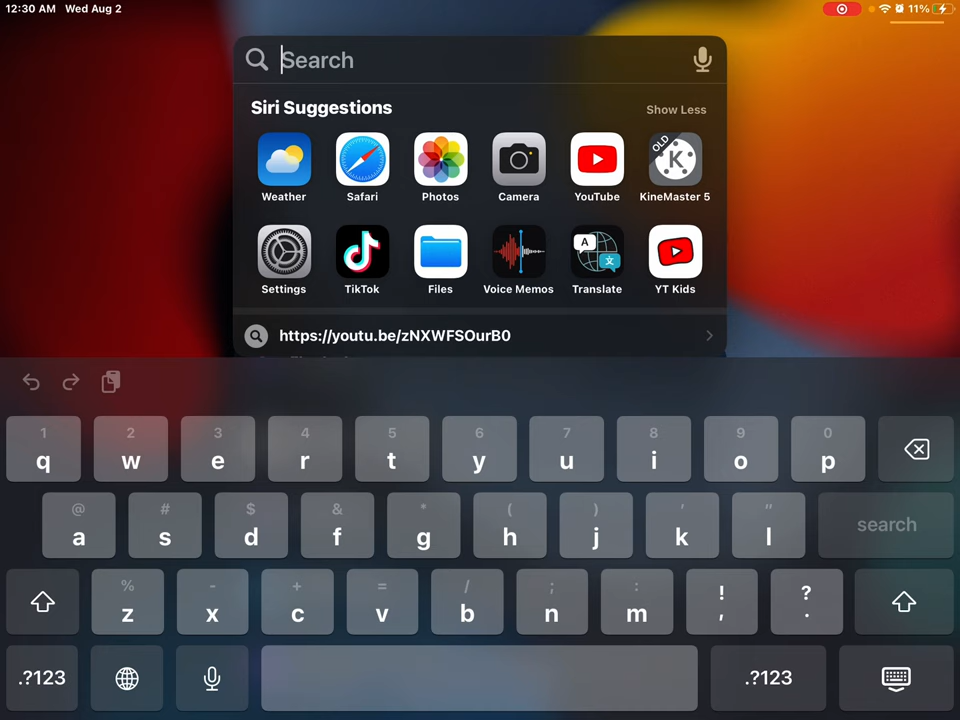 12:30 AM Wed Aug 2
11%
Search
Siri Suggestions
Show Less
OLD
K
Weather
Safari
Photos
Camera
YouTube
KineMaster 5
A
文
Settings
TikTok
Files
Voice Memos
Translate
YT Kids
https://youtu.be/zNXWFSOurB0
1 2 3 4 5 6 7 8 9 0
q w e r t y u i o p
@ # $ & * ( ) ' "
a s d f g h j k l search
% - + = / ; : ! ?
z x c v b n m , .
.?123 .?123